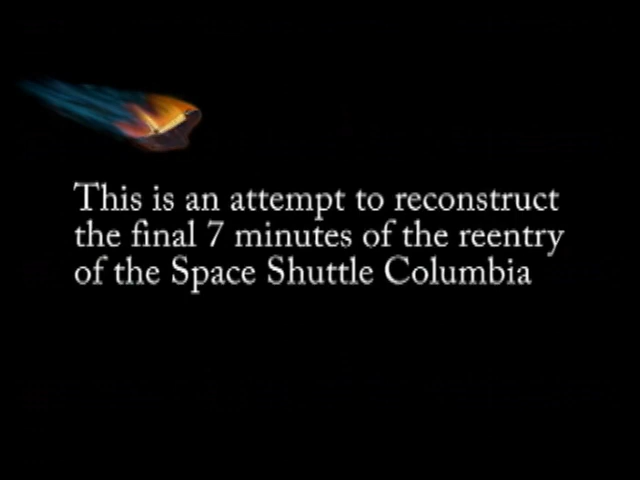 This is an attempt to reconstruct
the final 7 minutes of the reentry
of the Space Shuttle Columbia